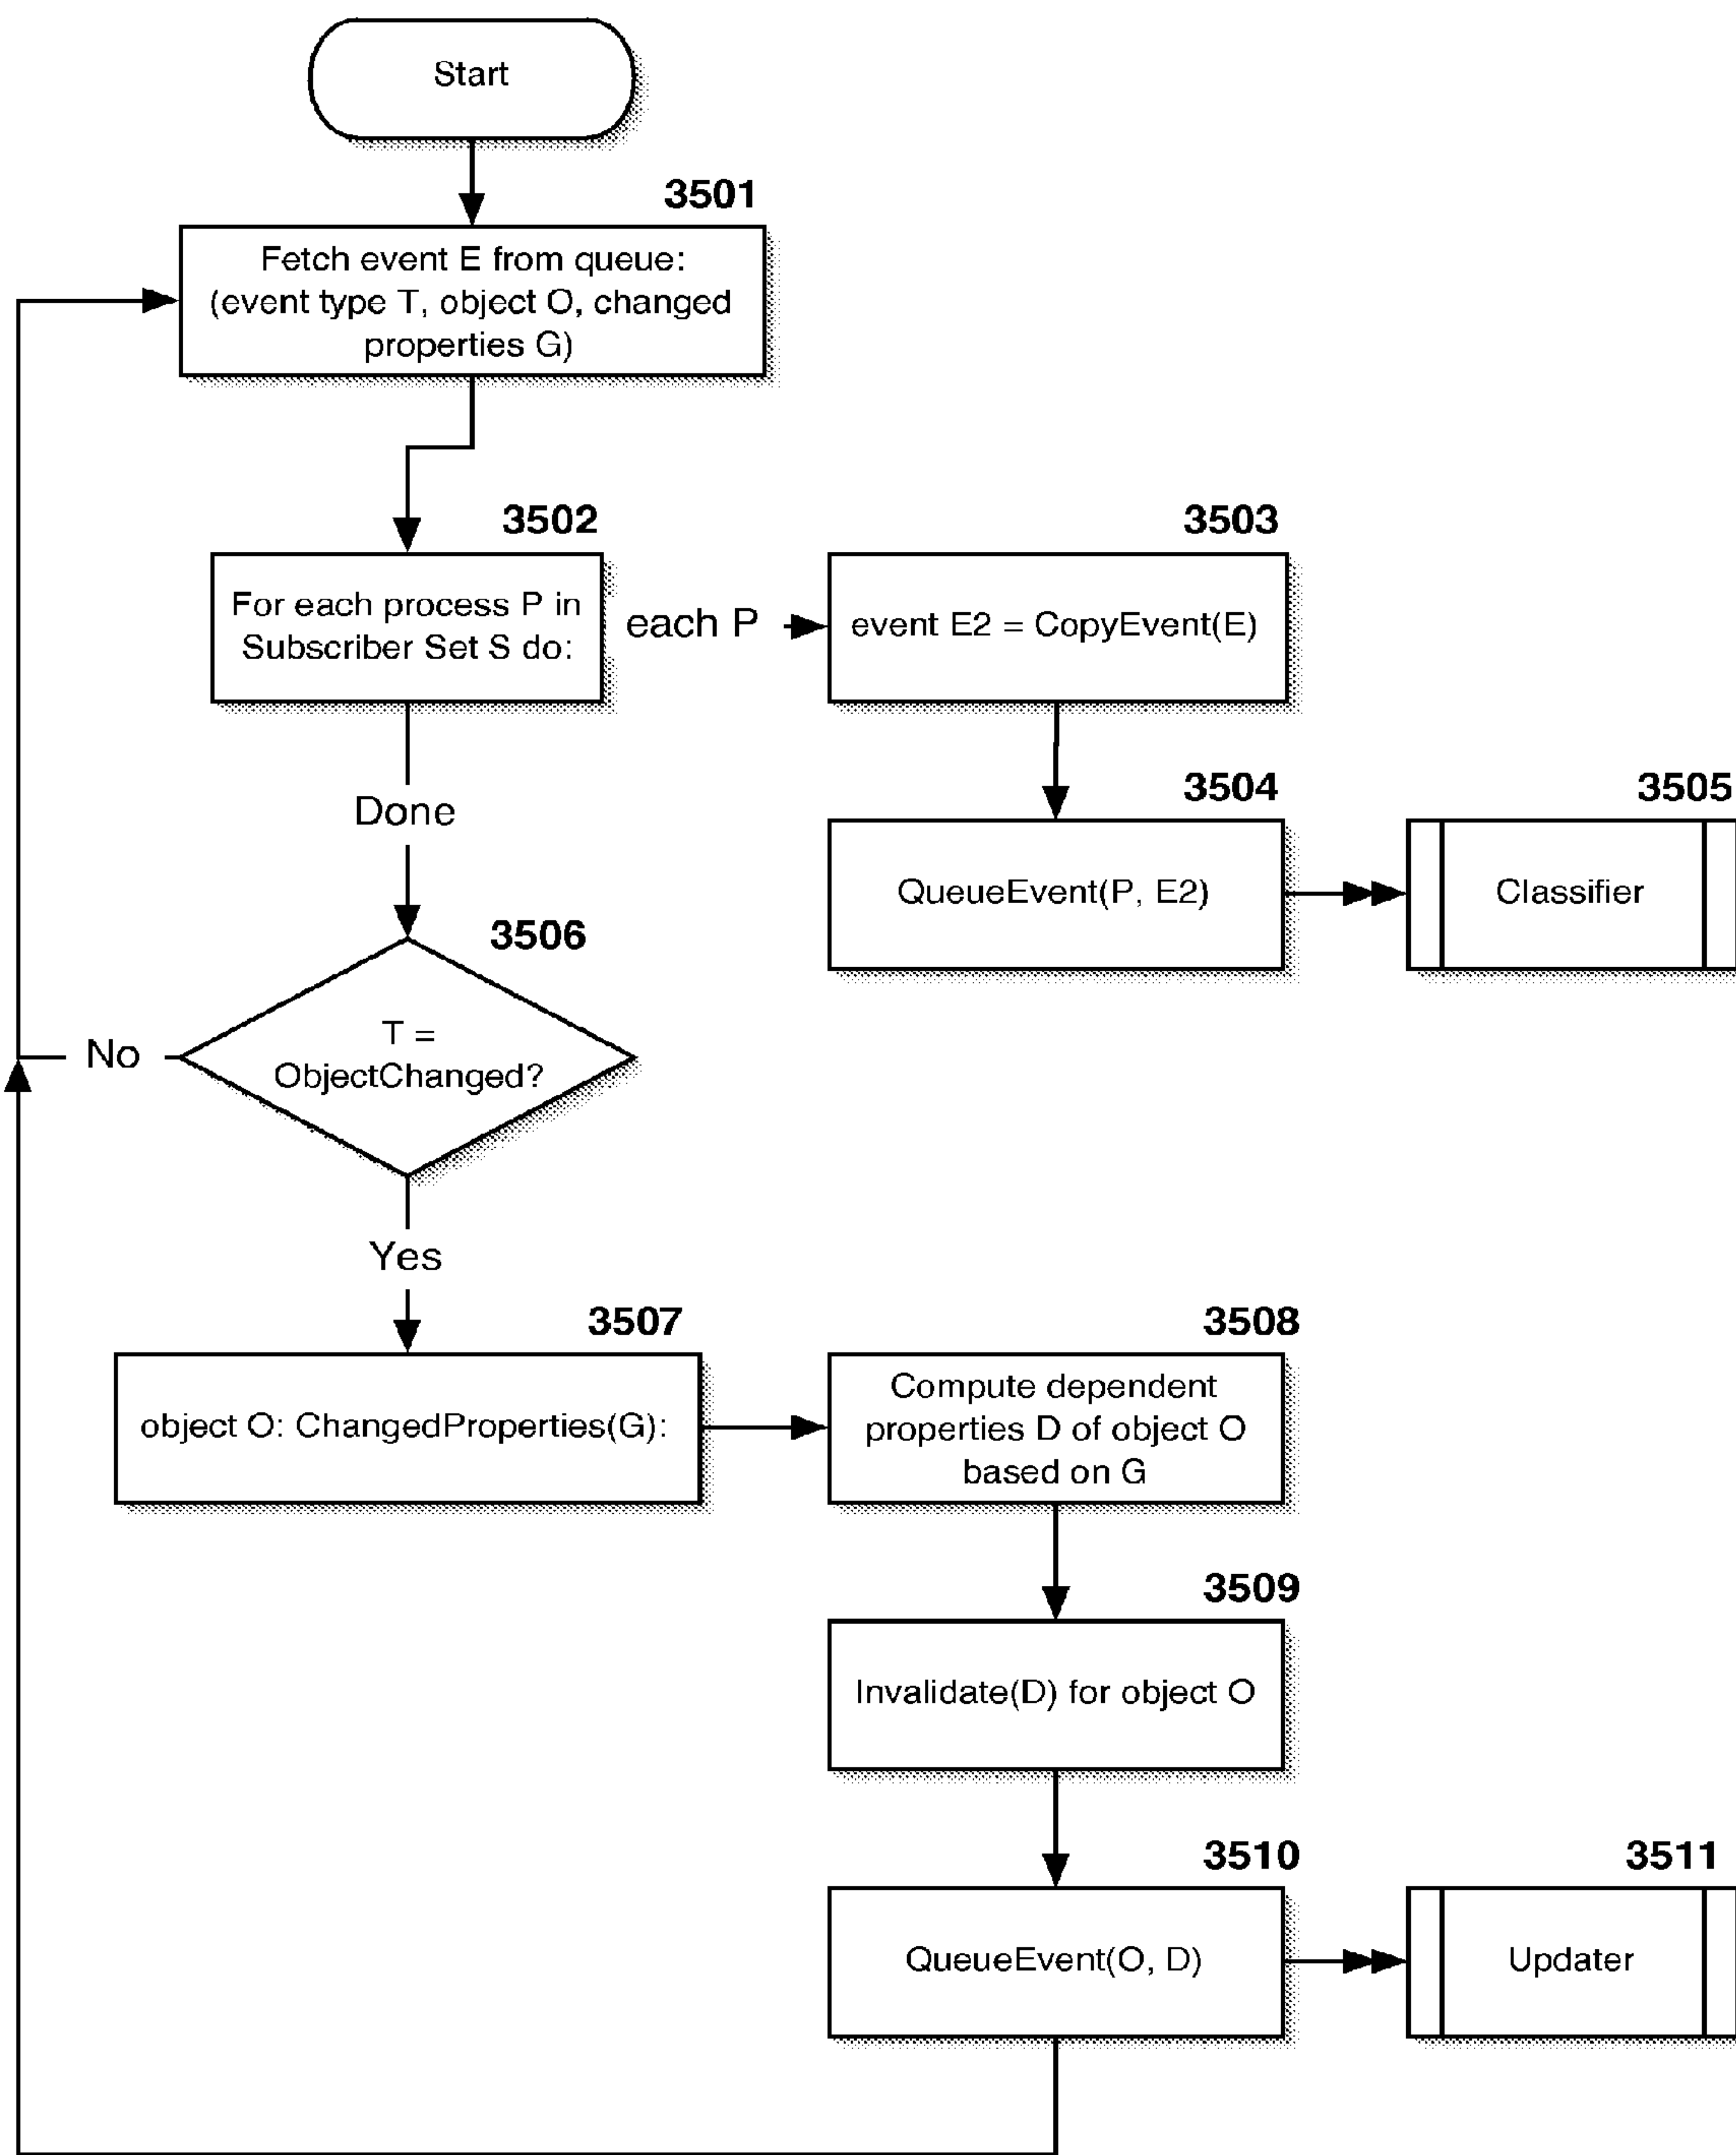 Start
3501
Fetch event E from queue:
(event type T, object O, changed
properties G)
3502
For each process P in
Subscriber Set S do:
each P
3503
event E2 = CopyEvent(E)
Done
3504
QueueEvent(P, E2)
3505
Classifier
3506
T =
ObjectChanged?
No
Yes
3507
object O: ChangedProperties(G):
3508
Compute dependent
properties D of object O
based on G
3509
Invalidate(D) for object O
3510
QueueEvent(O, D)
3511
Updater